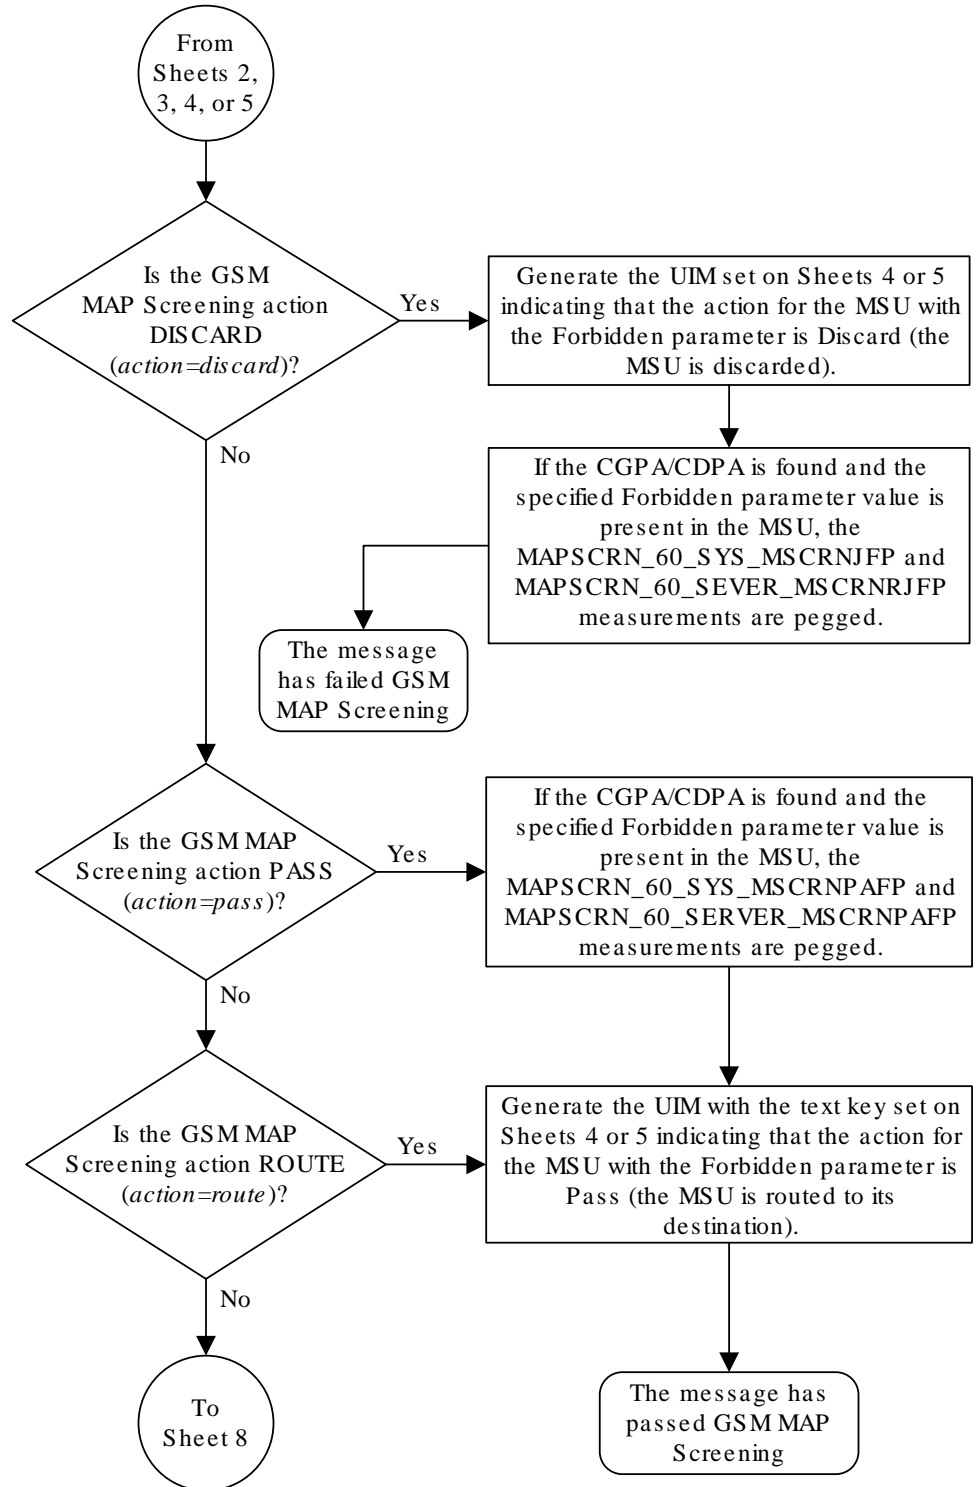 From
Sheets 2,
3, 4, or 5
Is the GSM
MAP Screening action
DISCARD
(action=discard)?
Yes
No
Generate the UIM set on Sheets 4 or 5
indicating that the action for the MSU with
the Forbidden parameter is Discard (the
MSU is discarded).
If the CGPA/CDPA is found and the
specified Forbidden parameter value is
present in the MSU, the
MAPSCRN_60_SYS_MSCRNJFP and
MAPSCRN_60_SEVER_MSCRNRJFP
measurements are pegged.
The message
has failed GSM
MAP Screening
Is the GSM MAP
Screening action PASS
(action=pass)?
Yes
No
If the CGPA/CDPA is found and the
specified Forbidden parameter value is
present in the MSU, the
MAPSCRN_60_SYS_MSCRNPAFP and
MAPSCRN_60_SERVER_MSCRNPAFP
measurements are pegged.
Is the GSM MAP
Screening action ROUTE
(action=route)?
Yes
No
Generate the UIM with the text key set on
Sheets 4 or 5 indicating that the action for
the MSU with the Forbidden parameter is
Pass (the MSU is routed to its
destination).
To
Sheet 8
The message has
passed GSM MAP
Screening